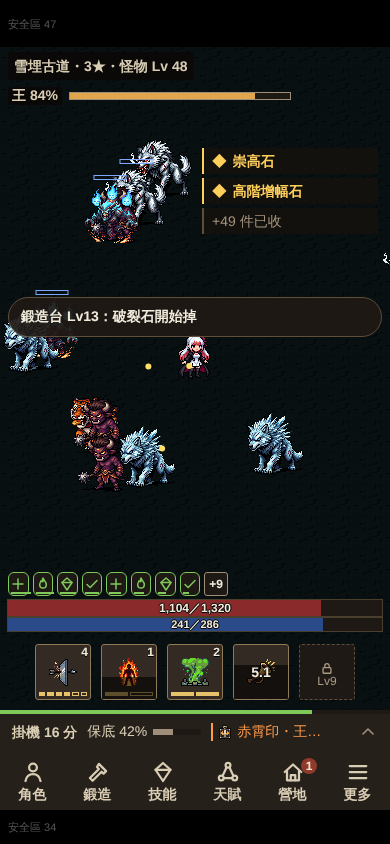 安全區 47
雪埋古道・3★・怪物 Lv 48
王 84%
崇高石
高階增幅石
+49 件已收
鍛造台 Lv13：破裂石開始掉
+9
1,104／1,320
241／286
4
1
2
5.1
Lv9
掛機 16 分
保底 42%
赤霄印・王…
1
角色
鍛造
技能
天賦
營地
更多
安全區 34